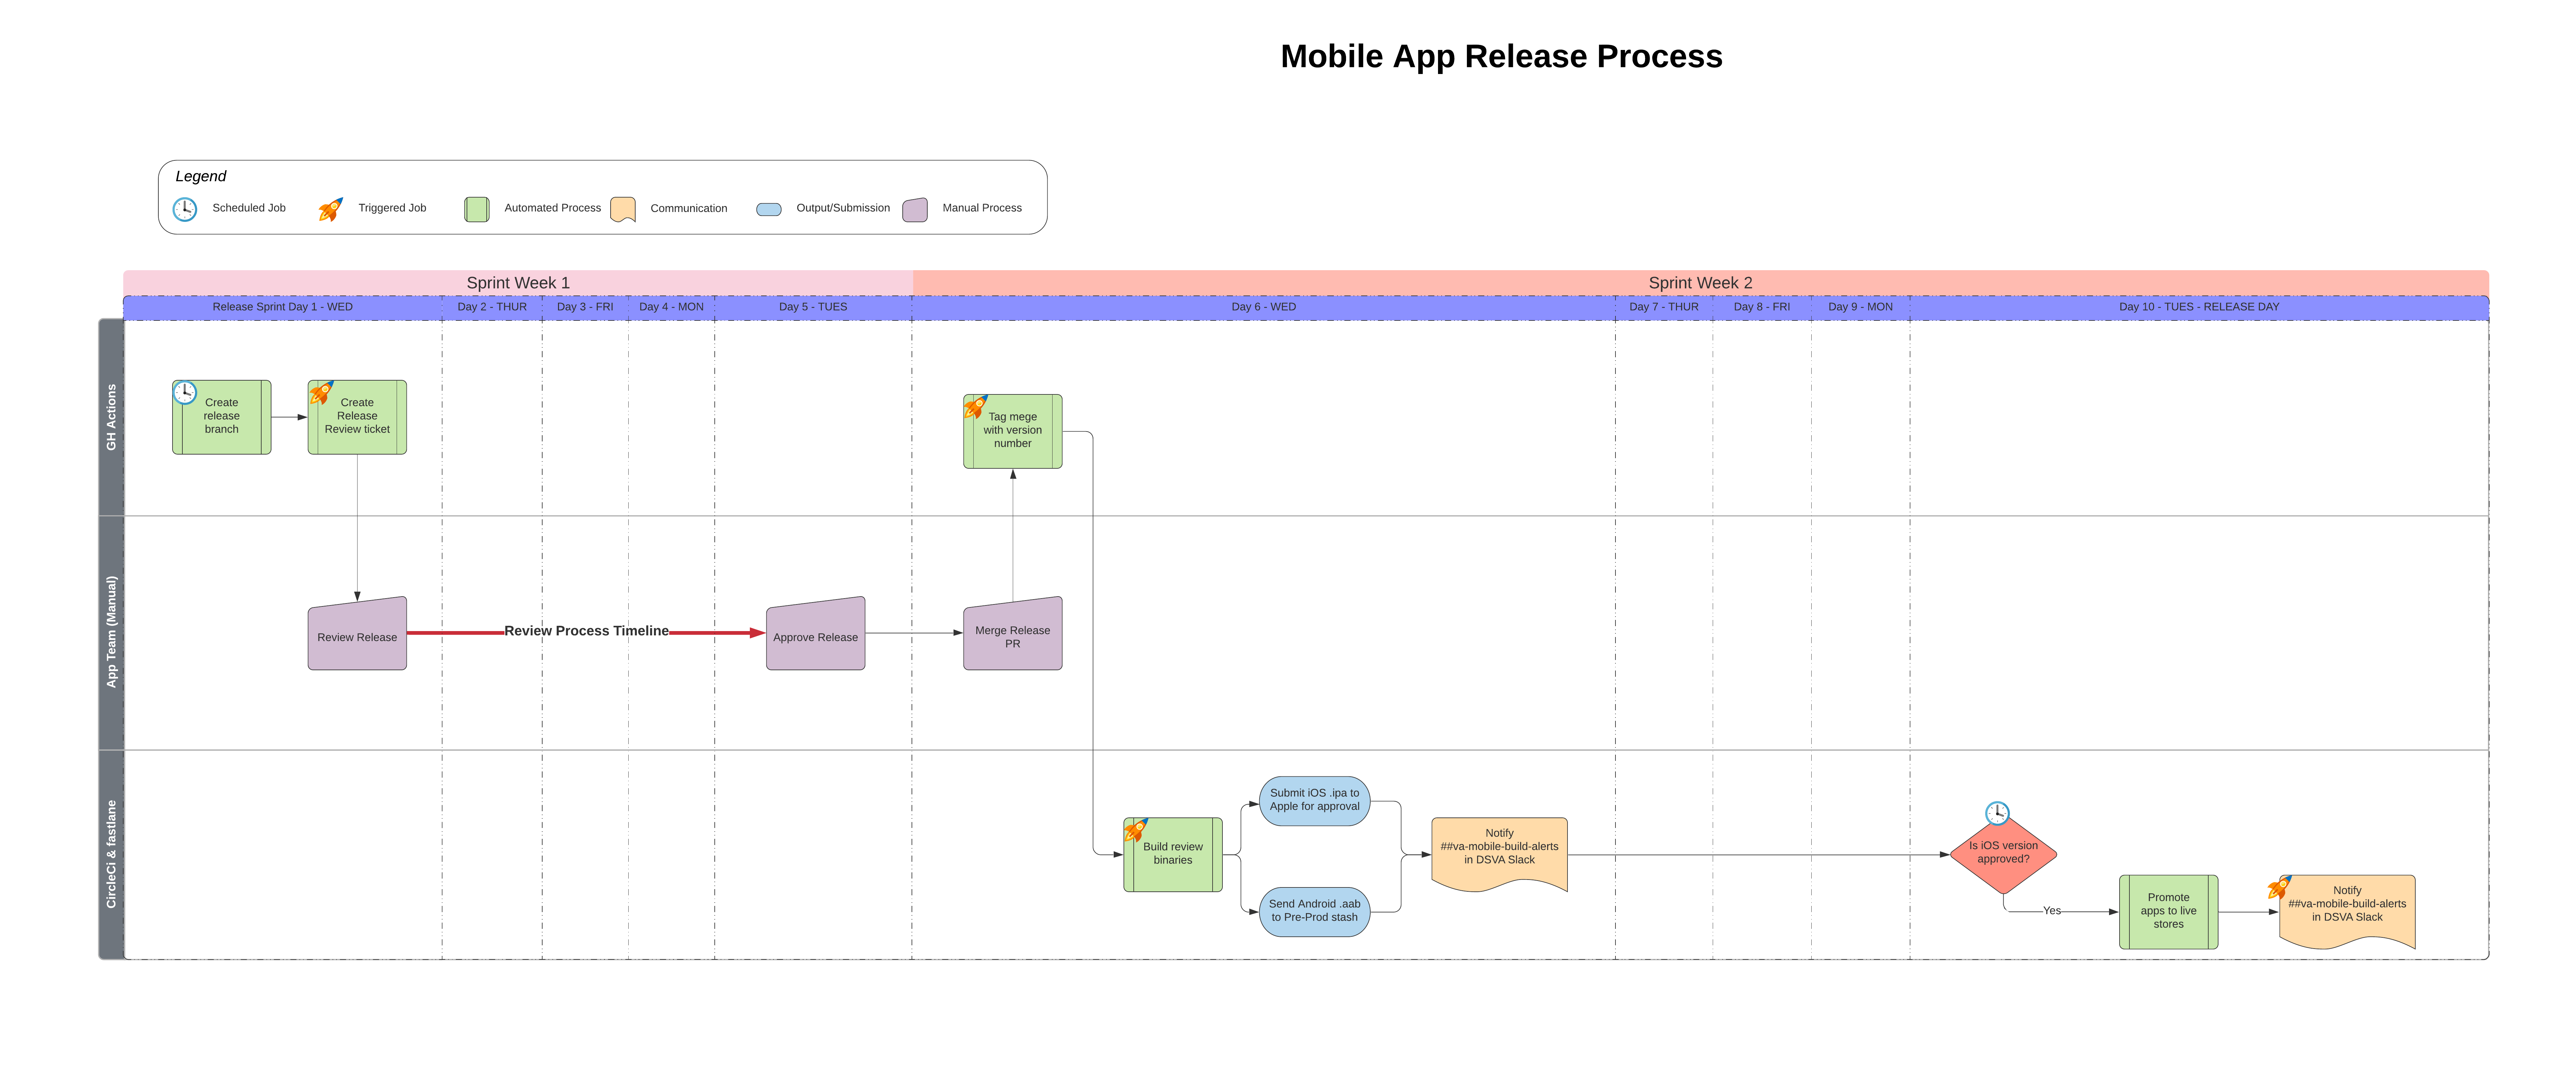 Mobile App Release Process
Legend
Scheduled Job
Triggered Job
Automated Process
Communication
Output/Submission
Manual Process
Sprint Week 1
Sprint Week 2
Release Sprint Day 1 - WED
Day 2 - THUR
Day 3 - FRI
Day 4 - MON
Day 5 - TUES
Day 6 - WED
Day 7 - THUR
Day 8 - FRI
Day 9 - MON
Day 10 - TUES - RELEASE DAY
GH Actions
Create
release
branch
Create
Release
Review ticket
Tag mege
with version
number
App Team (Manual)
Review Release
Review Process Timeline
Approve Release
Merge Release
PR
CircleCi & fastlane
Build review
binaries
Submit iOS .ipa to
Apple for approval
Send Android .aab
to Pre-Prod stash
Notify
##va-mobile-build-alerts
in DSVA Slack
Is iOS version
approved?
Yes
Promote
apps to live
stores
Notify
##va-mobile-build-alerts
in DSVA Slack